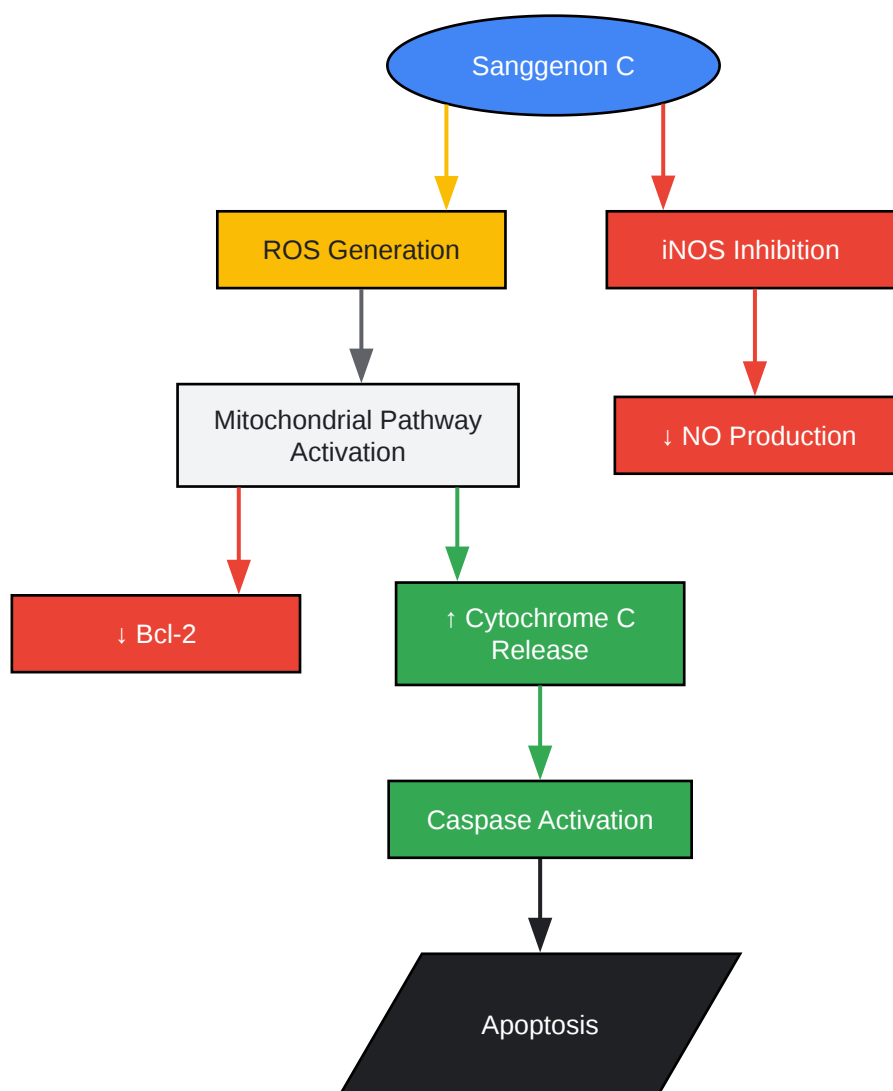 Sanggenon C
ROS Generation
iNOS Inhibition
Mitochondrial Pathway
Activation
↓ NO Production
↓ Bcl-2
↑ Cytochrome C
Release
Caspase Activation
Apoptosis